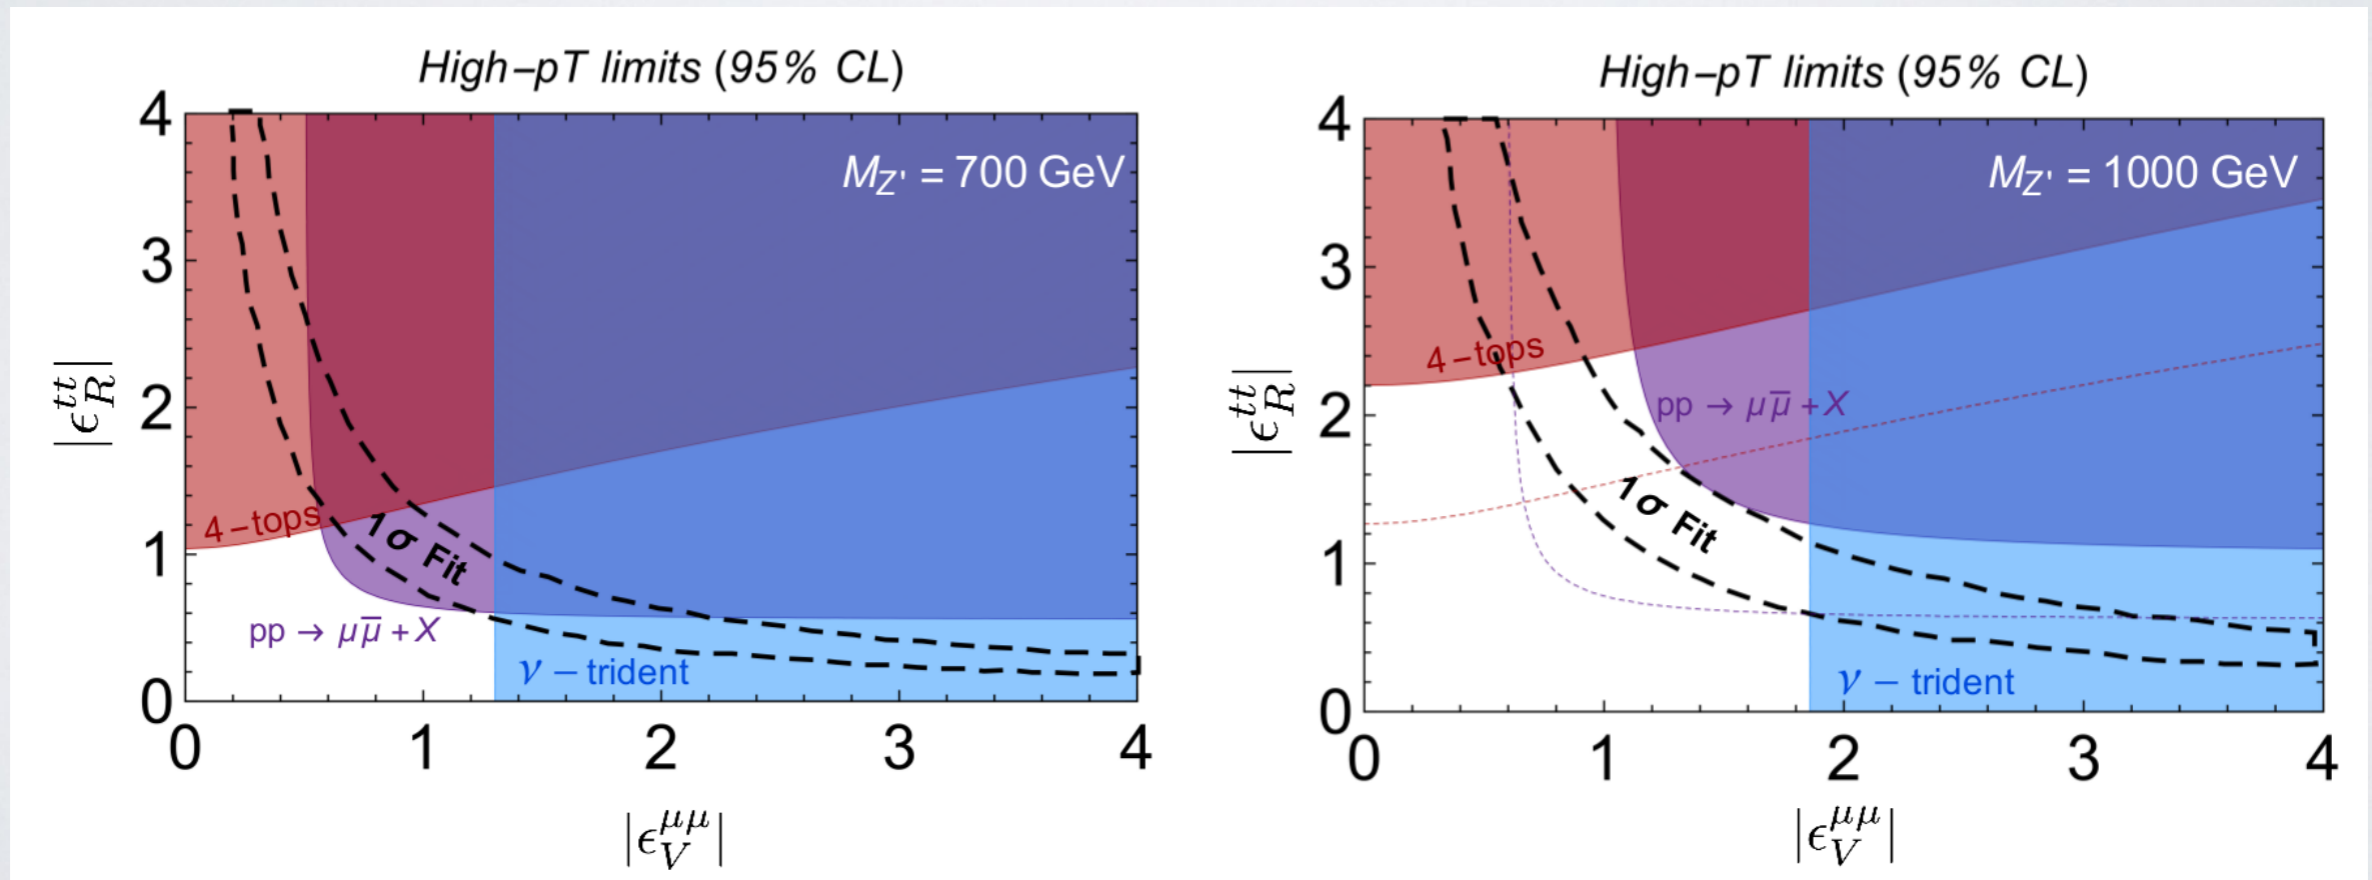 High-pT limits (95% CL)
4
3
2
1
0
|ϵ_R^{tt}|
M_{Z'} = 700 GeV
4-tops
1σ Fit
pp → μμ̅ + X
ν - trident
0 1 2 3 4
|ϵ_V^{μμ}|
High-pT limits (95% CL)
4
3
2
1
0
|ϵ_R^{tt}|
M_{Z'} = 1000 GeV
4-tops
pp → μμ̅ + X
1σ Fit
ν - trident
0 1 2 3 4
|ϵ_V^{μμ}|